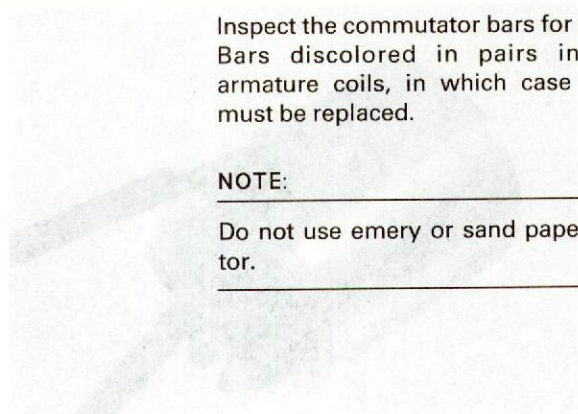 Inspect the commutator bars for
Bars discolored in pairs in
armature coils, in which case
must be replaced.
NOTE:
Do not use emery or sand pape
tor.